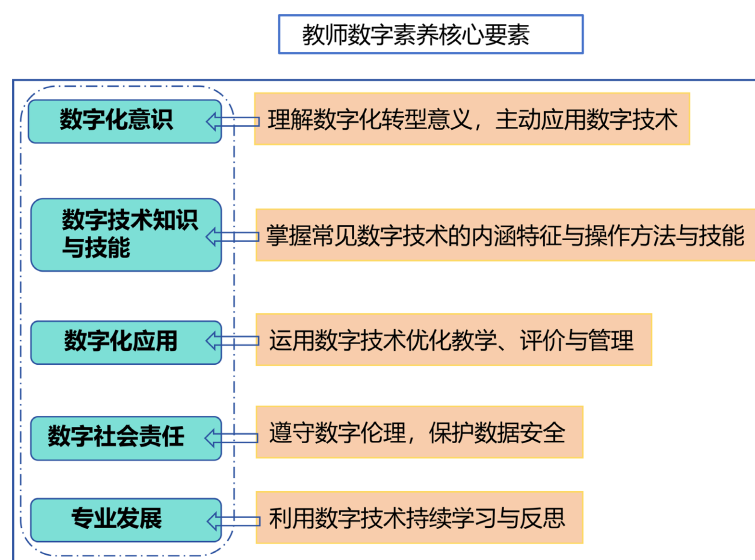 教师数字素养核心要素
数字化意识
理解数字化转型意义，主动应用数字技术
数字技术知识
与技能
掌握常见数字技术的内涵特征与操作方法与技能
数字化应用
运用数字技术优化教学、评价与管理
数字社会责任
遵守数字伦理，保护数据安全
专业发展
利用数字技术持续学习与反思